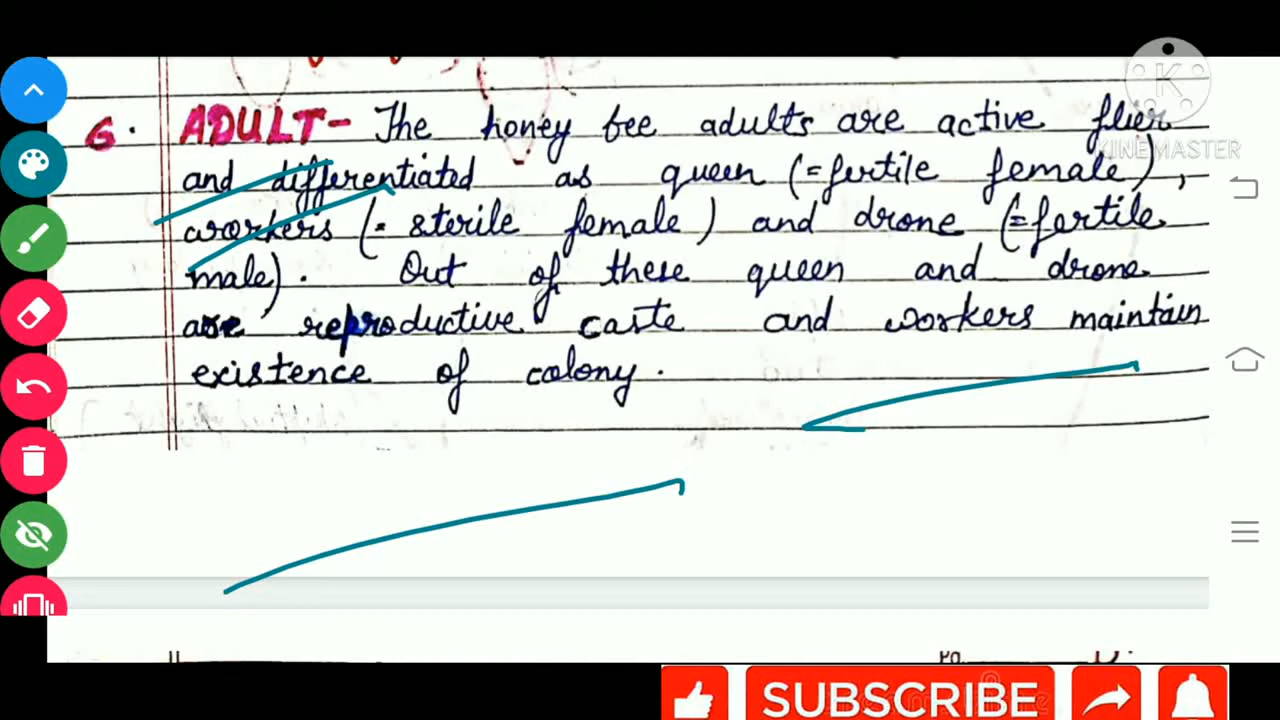 K
KINEMASTER
6. ADULT- The honey bee adults are active flier
and differentiated as queen (=fertile female),
workers (= sterile female) and drone (=fertile
male). Out of these queen and drone
are reproductive caste and workers maintain
existence of colony.
SUBSCRIBE